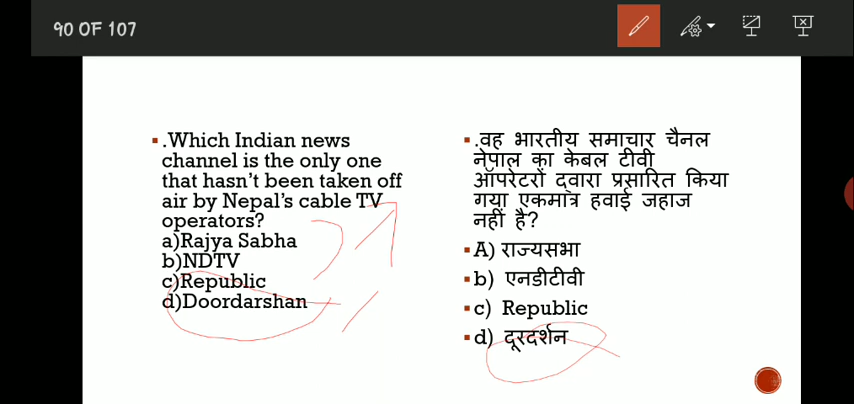 90 OF 107
.Which Indian news
channel is the only one
that hasn't been taken off
air by Nepal's cable TV
operators?
a)Rajya Sabha
b)NDTV
c)Republic
d)Doordarshan
.वह भारतीय समाचार चैनल
नेपाल का केबल टीवी
ऑपरेटरों द्वारा प्रसारित किया
गया एकमात्र हवाई जहाज
नहीं है?
A) राज्यसभा
b) एनडीटीवी
c) Republic
d) दूरदर्शन